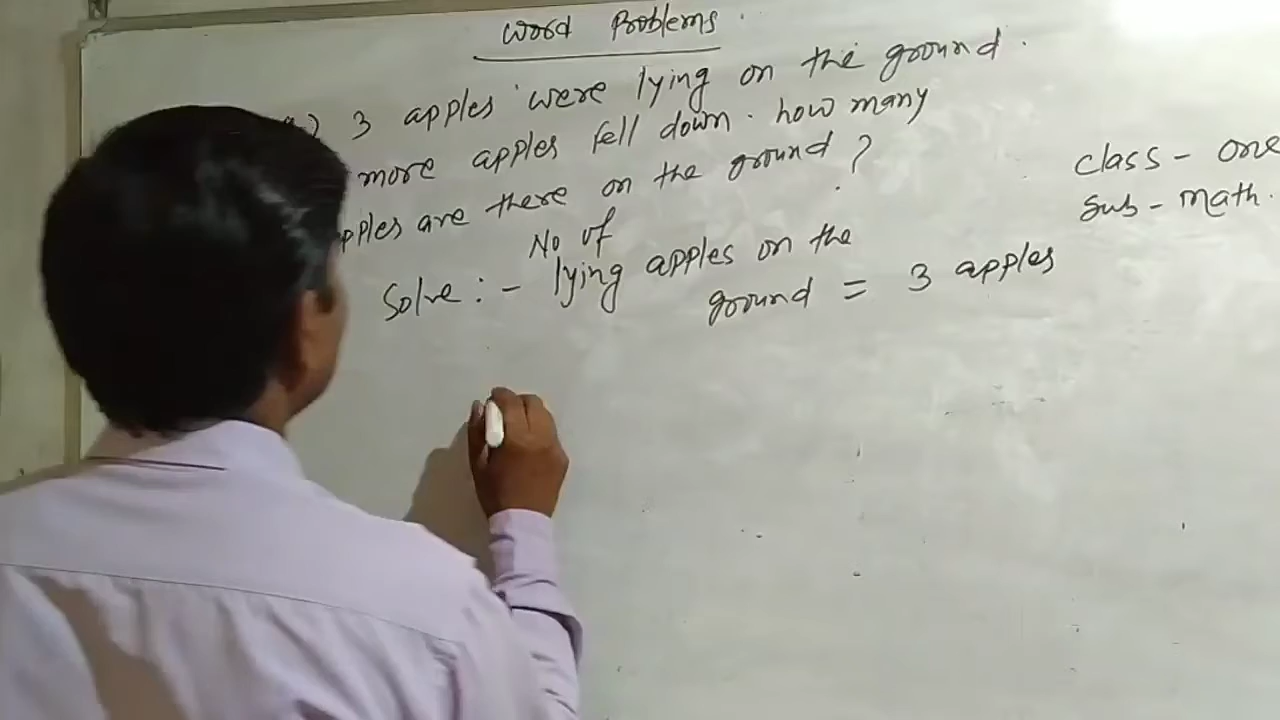 Word Problems.
3 apples were lying on the ground.
more apples fell down. how many
apples are there on the ground?
class - one
Sub - math.
No of
Solve :- lying apples on the
ground = 3 apples